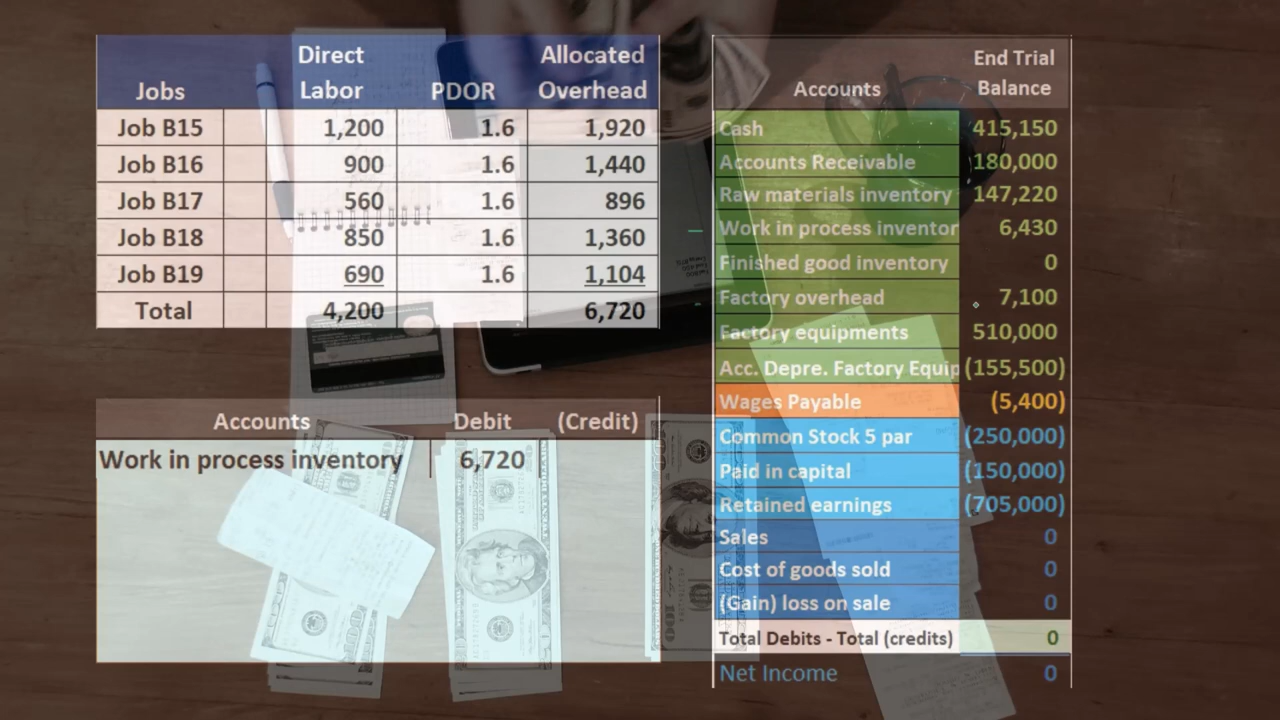 Jobs Direct Labor PDOR Allocated Overhead
Job B15 1,200 1.6 1,920
Job B16 900 1.6 1,440
Job B17 560 1.6 896
Job B18 850 1.6 1,360
Job B19 690 1.6 1,104
Total 4,200 6,720
Accounts Debit (Credit)
Work in process inventory 6,720
Accounts End Trial Balance
Cash 415,150
Accounts Receivable 180,000
Raw materials inventory 147,220
Work in process inventor 6,430
Finished good inventory 0
Factory overhead 7,100
Factory equipments 510,000
Acc. Depre. Factory Equip (155,500)
Wages Payable (5,400)
Common Stock 5 par (250,000)
Paid in capital (150,000)
Retained earnings (705,000)
Sales 0
Cost of goods sold 0
(Gain) loss on sale 0
Total Debits - Total (credits) 0
Net Income 0